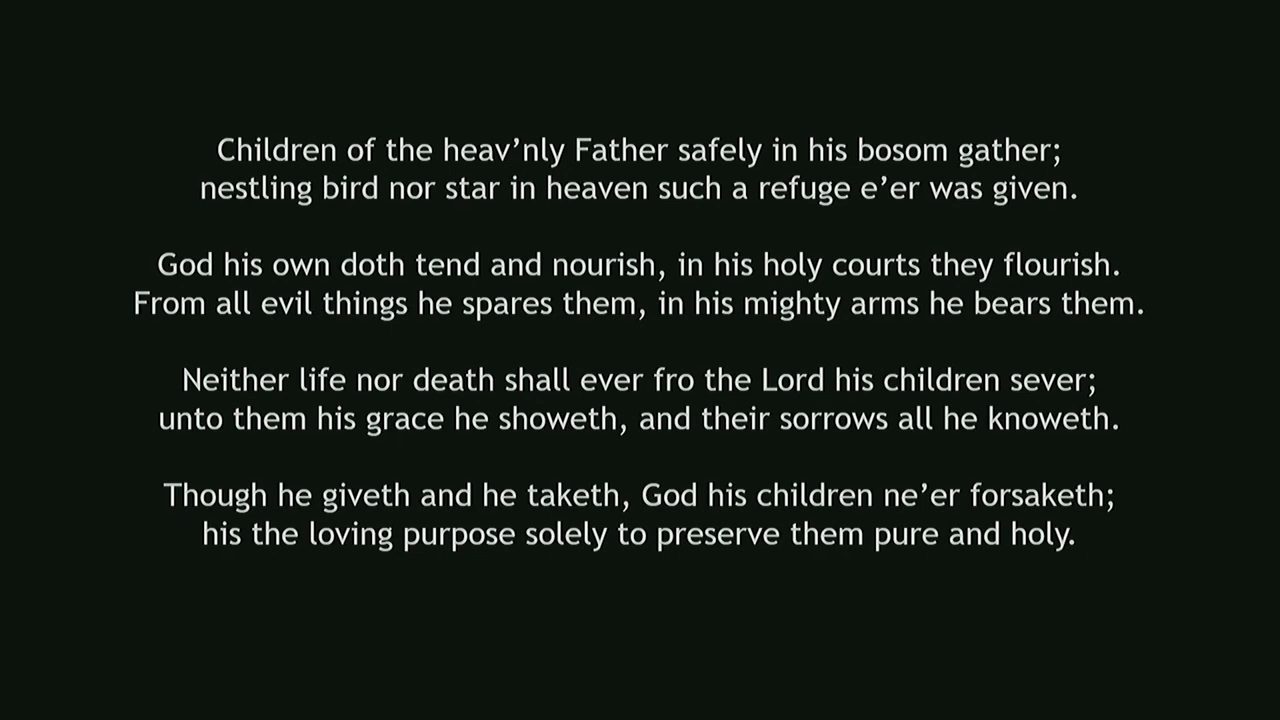 Children of the heav’nly Father safely in his bosom gather;
nestling bird nor star in heaven such a refuge e’er was given.
God his own doth tend and nourish, in his holy courts they flourish.
From all evil things he spares them, in his mighty arms he bears them.
Neither life nor death shall ever fro the Lord his children sever;
unto them his grace he showeth, and their sorrows all he knoweth.
Though he giveth and he taketh, God his children ne’er forsaketh;
his the loving purpose solely to preserve them pure and holy.